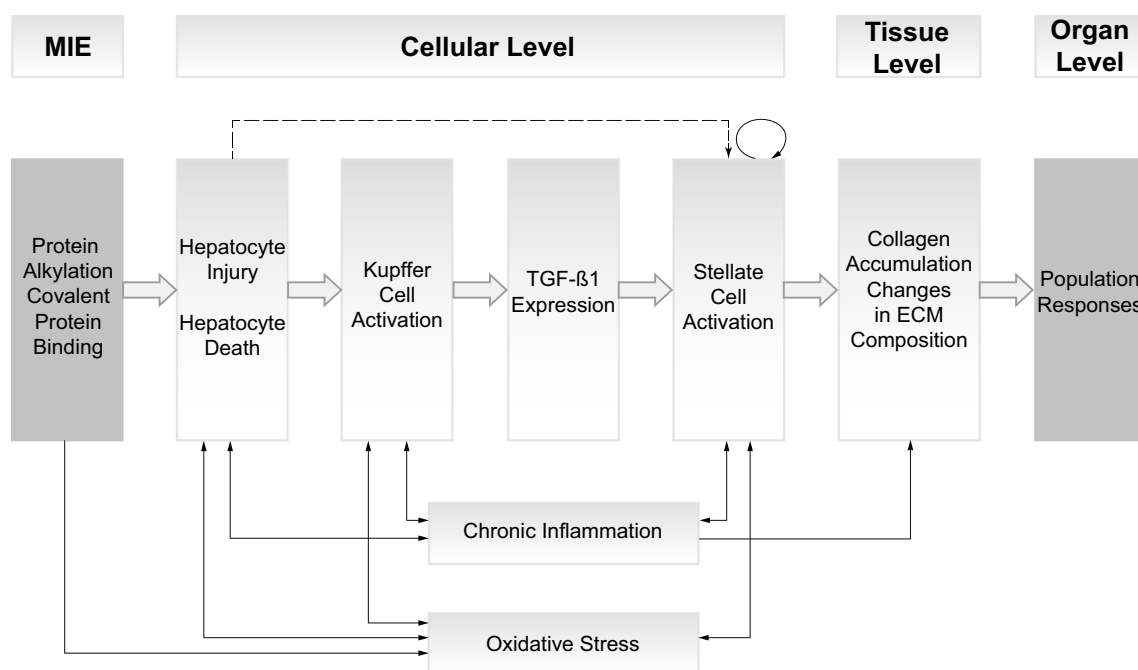 MIE
Cellular Level
Tissue
Level
Organ
Level
Protein
Alkylation
Covalent
Protein
Binding
Hepatocyte
Injury
Hepatocyte
Death
Kupffer
Cell
Activation
TGF-ß1
Expression
Stellate
Cell
Activation
Collagen
Accumulation
Changes
in ECM
Composition
Population
Responses
Chronic Inflammation
Oxidative Stress